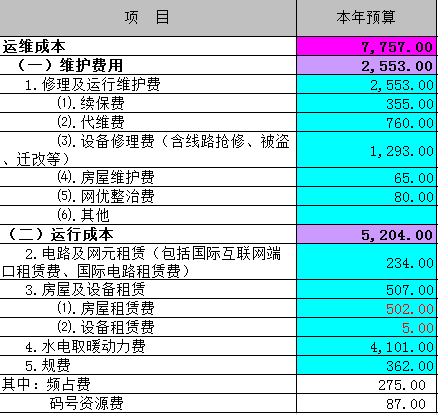 项 目 本年预算
运维成本 7,757.00
(一)维护费用 2,553.00
1.修理及运行维护费 2,553.00
⑴.续保费 355.00
⑵.代维费 760.00
⑶.设备修理费（含线路抢修、被盗
、迁改等） 1,293.00
⑷.房屋维护费 65.00
⑸.网优整治费 80.00
⑹.其他
(二)运行成本 5,204.00
2.电路及网元租赁（包括国际互联网端
口租赁费、国际电路租赁费） 234.00
3.房屋及设备租赁 507.00
⑴.房屋租赁费 502.00
⑵.设备租赁费 5.00
4.水电取暖动力费 4,101.00
5.规费 362.00
其中：频占费 275.00
码号资源费 87.00